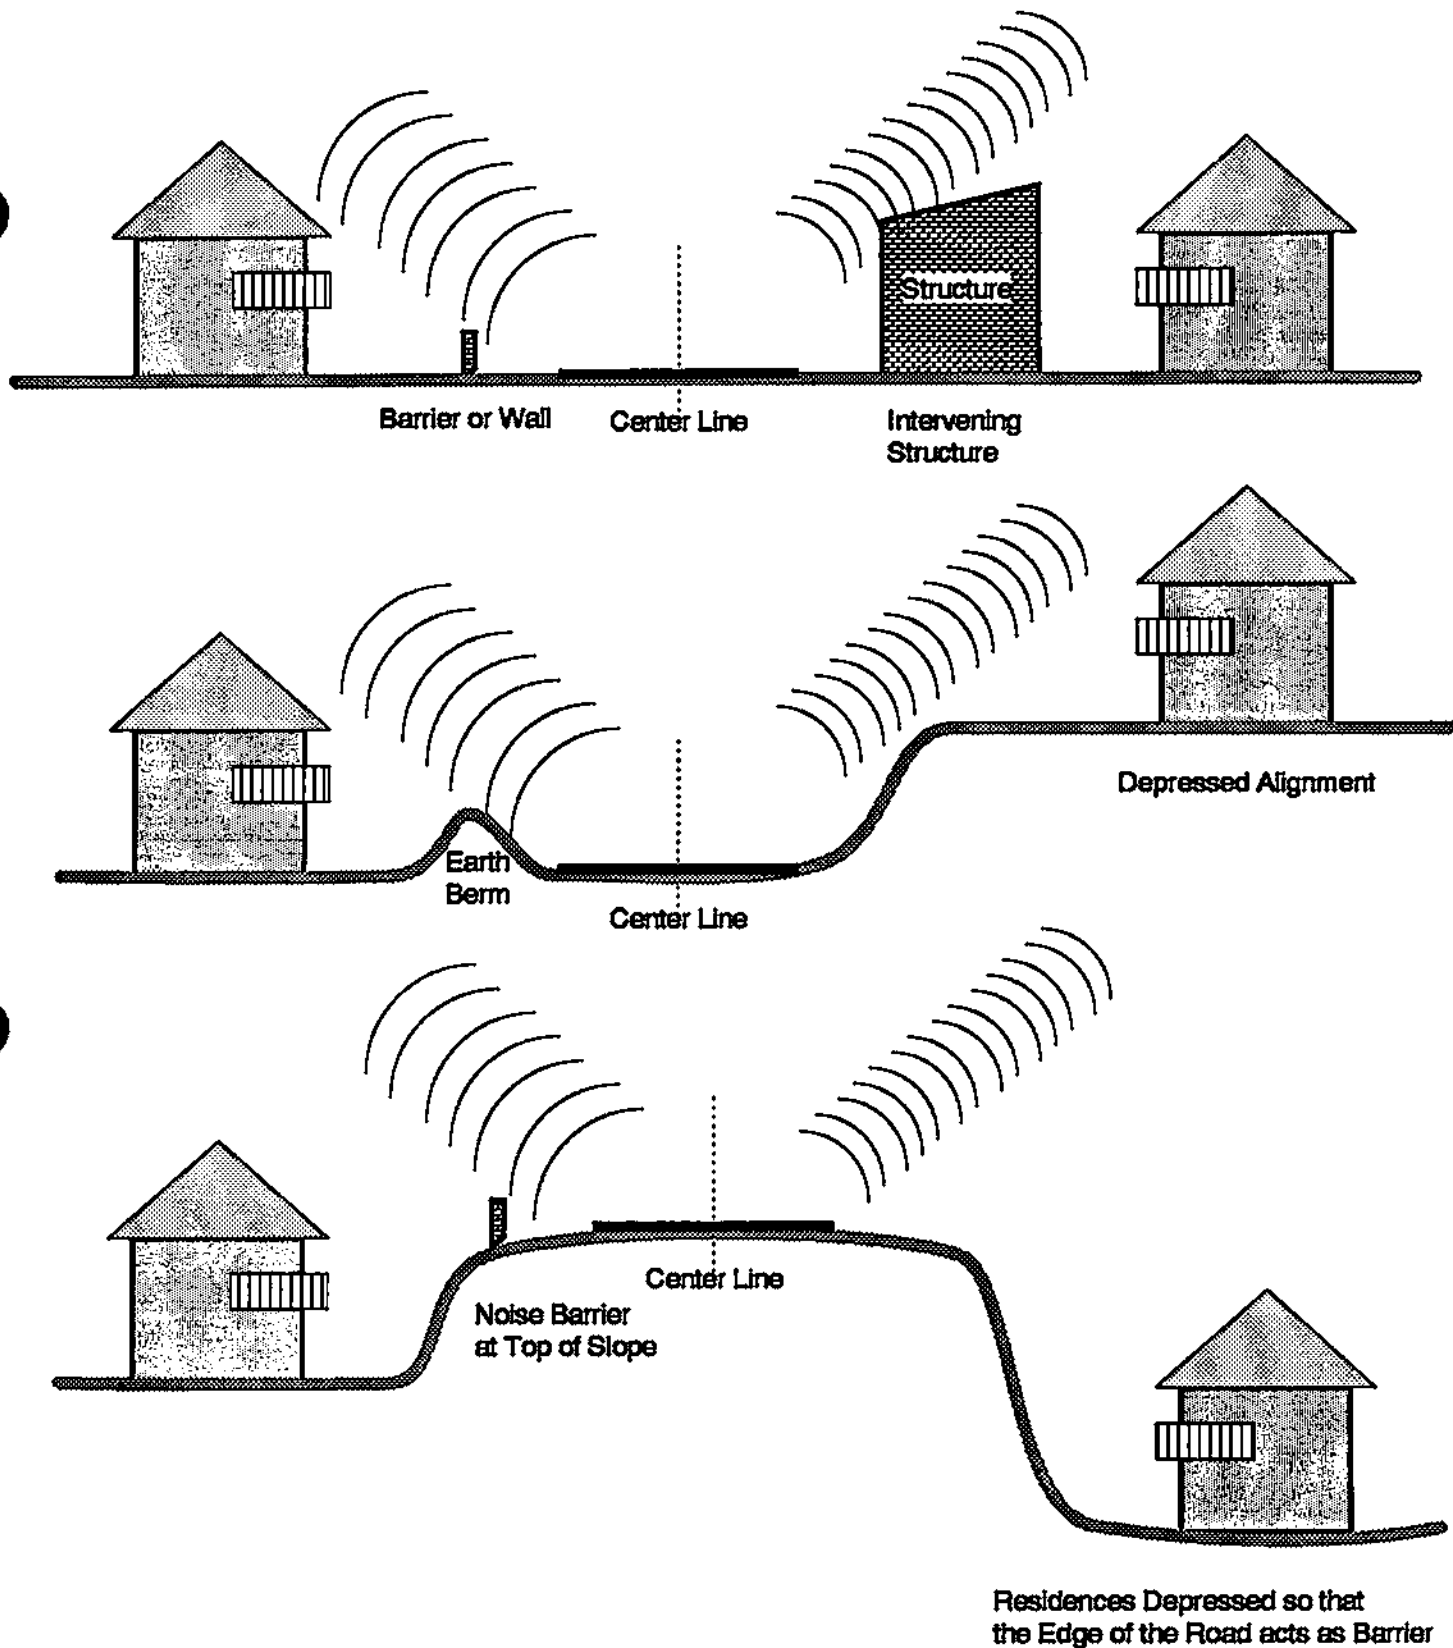 Structure
Barrier or Wall
Center Line
Intervening
Structure
Depressed Alignment
Earth
Berm
Center Line
Center Line
Noise Barrier
at Top of Slope
Residences Depressed so that
the Edge of the Road acts as Barrier